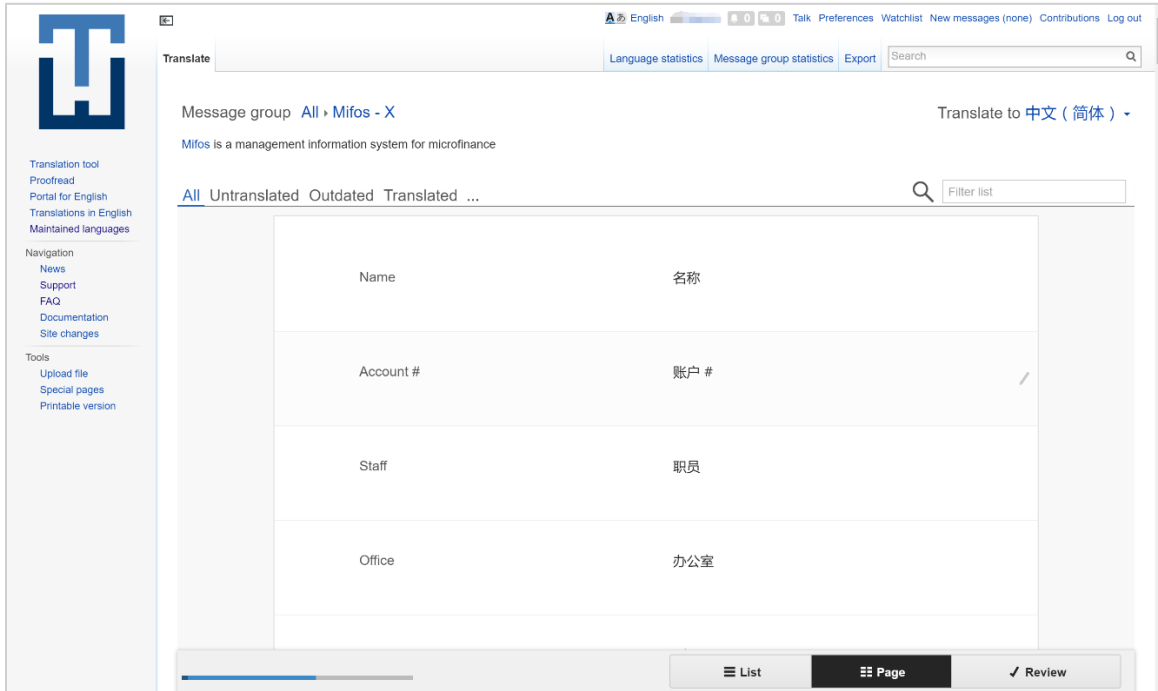 Aあ English 0 0 Talk Preferences Watchlist New messages (none) Contributions Log out
Translate Language statistics Message group statistics Export Search
Message group All › Mifos - X Translate to 中文（简体）
Mifos is a management information system for microfinance
Translation tool
Proofread
Portal for English
Translations in English
Maintained languages
Navigation
News
Support
FAQ
Documentation
Site changes
Tools
Upload file
Special pages
Printable version
All Untranslated Outdated Translated ... Filter list
Name 名称
Account # 账户 #
Staff 职员
Office 办公室
List Page Review